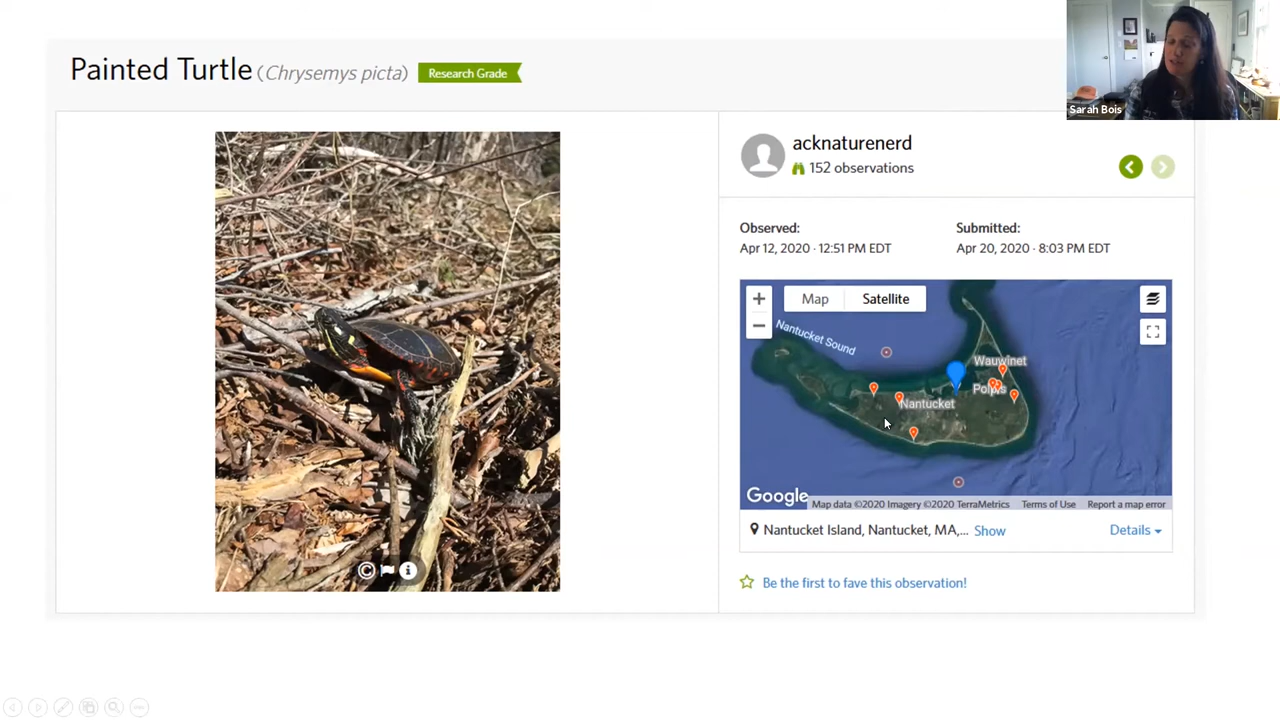 Painted Turtle (Chrysemys picta) Research Grade
Sarah Bois
acknaturenerd
152 observations
Observed:
Apr 12, 2020 · 12:51 PM EDT
Submitted:
Apr 20, 2020 · 8:03 PM EDT
+
Map Satellite
−
Nantucket Sound
Wauwinet
Nantucket
Google
Map data ©2020 Imagery ©2020 TerraMetrics Terms of Use Report a map error
Nantucket Island, Nantucket, MA,... Show
Details
Be the first to fave this observation!